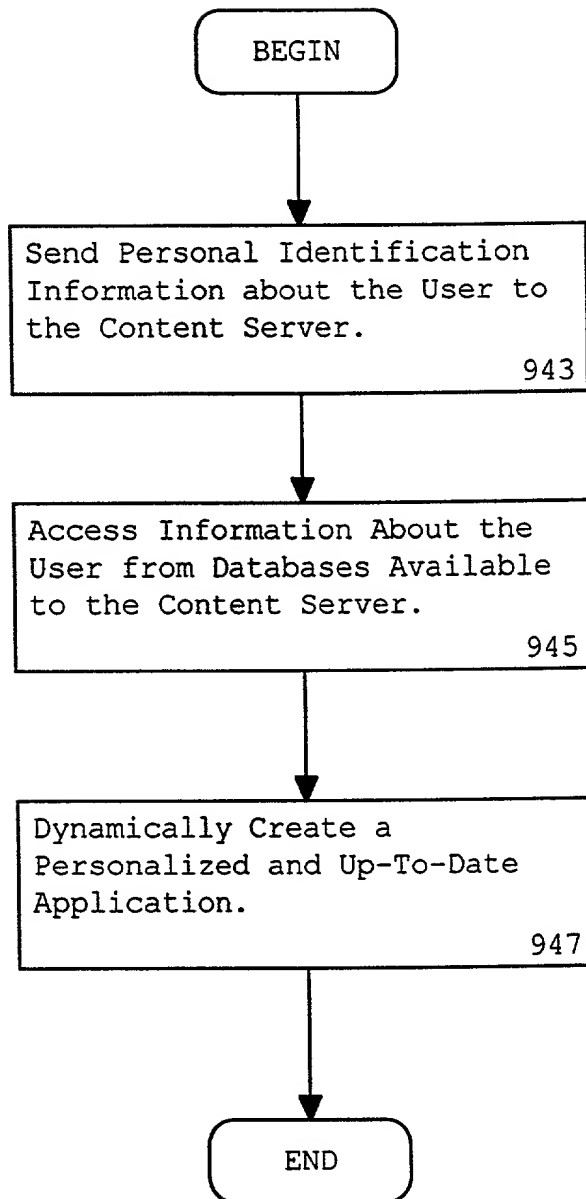 BEGIN
Send Personal Identification
Information about the User to
the Content Server.
943
Access Information About the
User from Databases Available
to the Content Server.
945
Dynamically Create a
Personalized and Up-To-Date
Application.
947
END